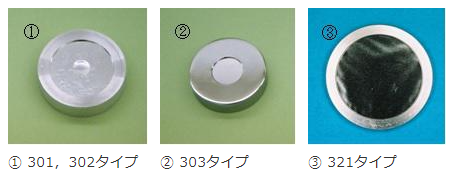 ①
②
③
① 301，302タイプ
② 303タイプ
③ 321タイプ